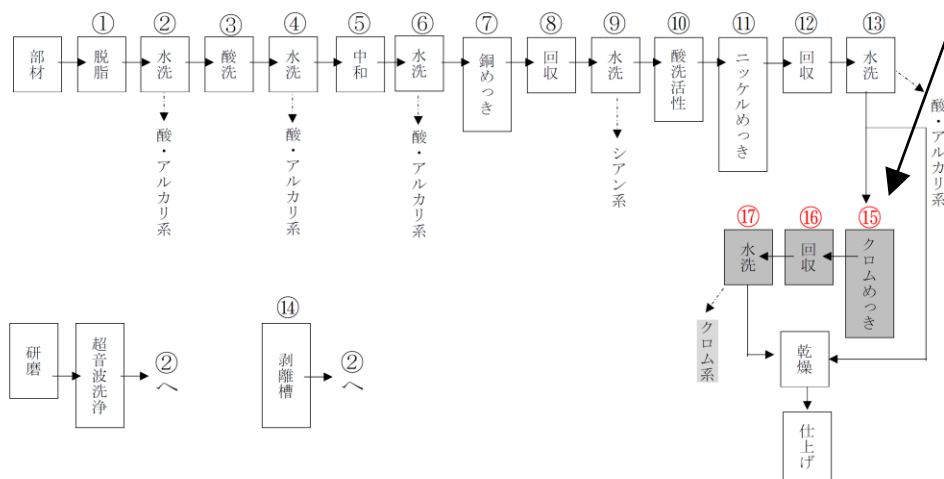 ① ② ③ ④ ⑤ ⑥ ⑦ ⑧ ⑨ ⑩ ⑪ ⑫ ⑬
部材
脱脂
水洗
酸洗
水洗
中和
水洗
銅めっき
回収
水洗
酸洗活性
ニッケルめっき
回収
水洗
酸・アルカリ系
酸・アルカリ系
酸・アルカリ系
シアン系
酸・アルカリ系
⑰ ⑯ ⑮
水洗
回収
クロムめっき
クロム系
乾燥
仕上げ
研磨
超音波洗浄
②へ
⑭
剥離槽
②へ